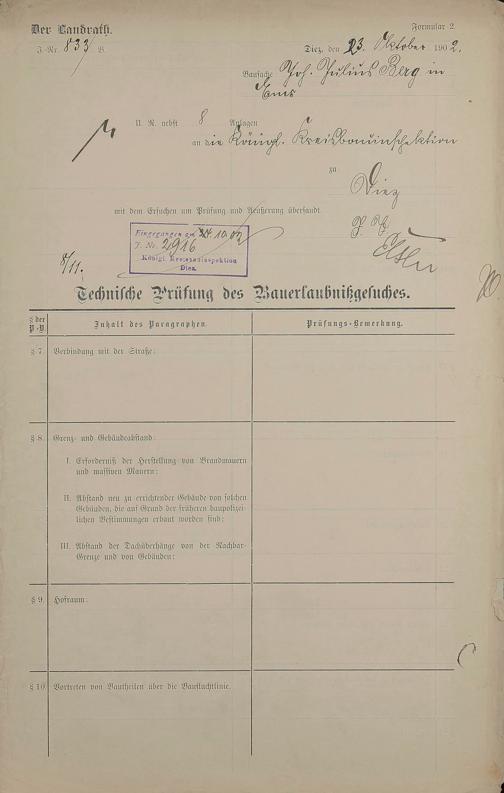 Der Landrath.
Formular 2.
J.-Nr. 833 B.
Diez, den 23. Oktober 1902.
Bausache Joh. Julius Berg in
Ems
U. R. nebst 8 Anlagen
an die Königl. Kreisbauinspektion
zu
Diez
mit dem Ersuchen um Prüfung und Äußerung übersandt
Eingegangen am 24. 10. 02
J. Nr. 2916
Königl. Kreisbauinspektion
Diez
8/11.
Technische Prüfung des Bauerlaubnißgesuches.
§ der
P.-V.
Inhalt des Paragraphen.
Prüfungs-Bemerkung.
§ 7. Verbindung mit der Straße:
§ 8. Grenz- und Gebäudeabstand:
I. Erforderniß der Herstellung von Brandmauern
und massiven Mauern:
II. Abstand neu zu errichtender Gebäude von solchen
Gebäuden, die auf Grund der früheren baupolizei-
lichen Bestimmungen erbaut worden sind:
III. Abstand der Dachüberhänge von der Nachbar-
Grenze und von Gebäuden:
§ 9. Hofraum:
§ 10. Vortreten von Bautheilen über die Baufluchtlinie.